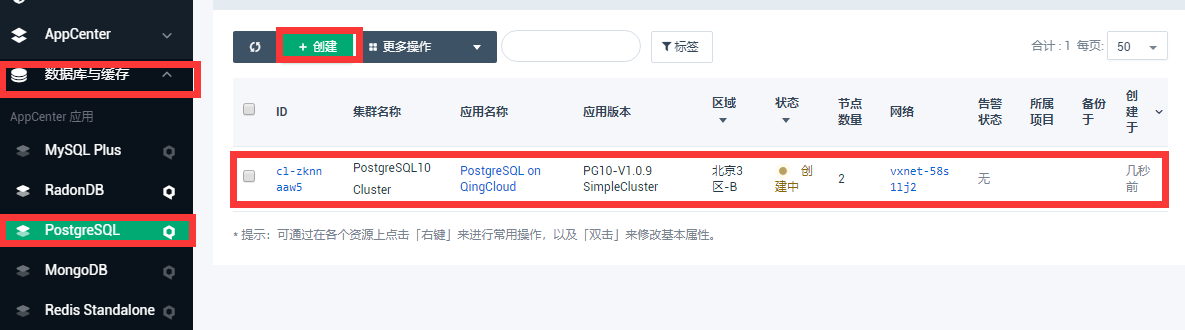 AppCenter
数据库与缓存
AppCenter 应用
MySQL Plus
RadonDB
PostgreSQL
MongoDB
Redis Standalone
+ 创建
更多操作
标签
合计 : 1 每页: 50
ID
集群名称
应用名称
应用版本
区域
状态
节点
数量
网络
告警
状态
所属
项目
备份
于
创
建
于
cl-zknn
aaw5
PostgreSQL10
Cluster
PostgreSQL on
QingCloud
PG10-V1.0.9
SimpleCluster
北京3
区-B
创
建中
2
vxnet-58s
11j2
无
几秒
前
* 提示：可通过在各个资源上点击「右键」来进行常用操作，以及「双击」来修改基本属性。